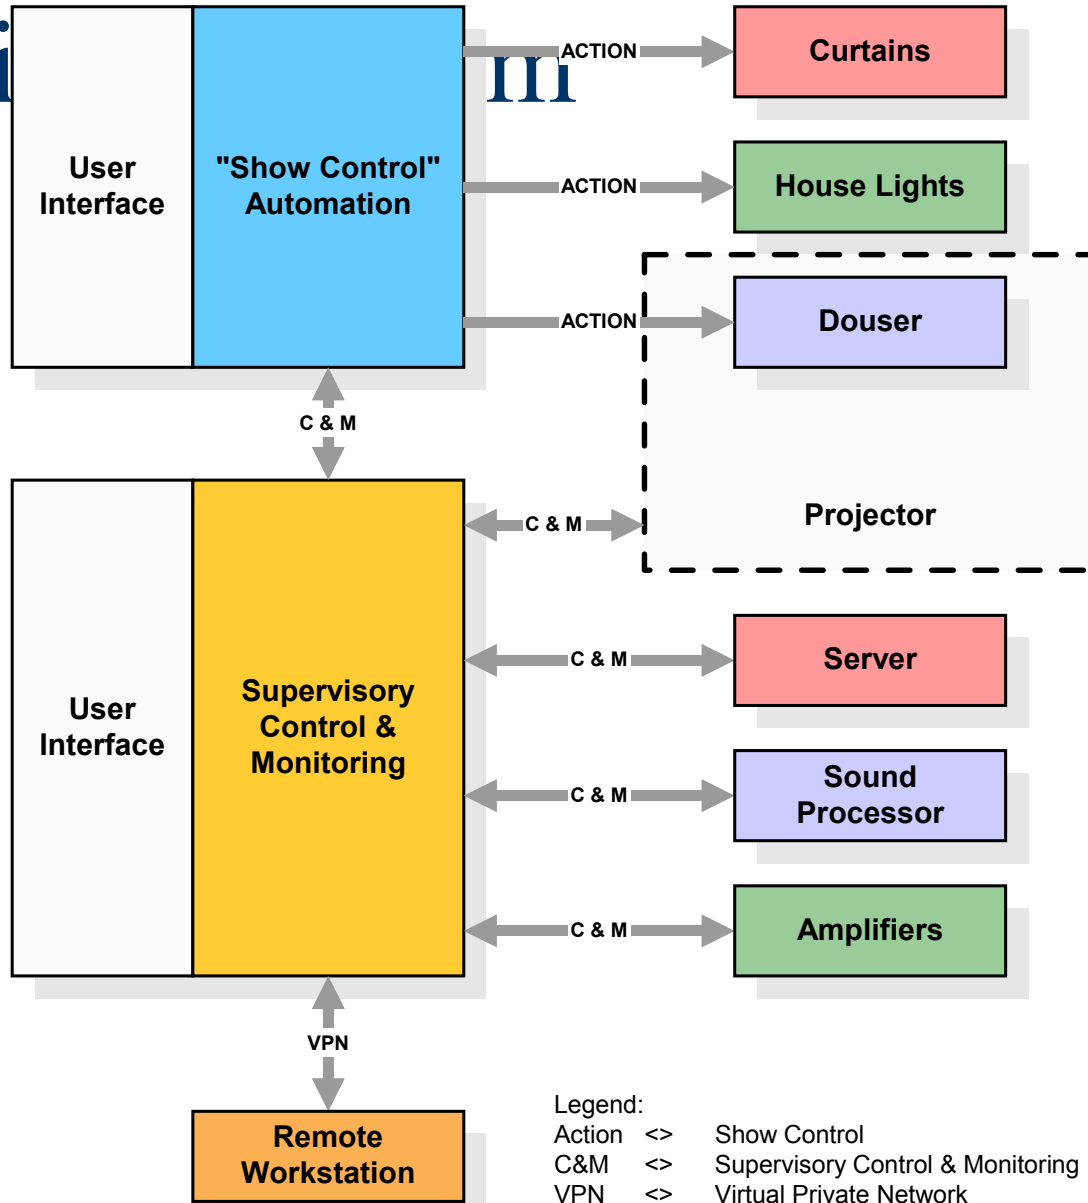 ACTION
Curtains
User
Interface
"Show Control"
Automation
ACTION
House Lights
ACTION
Douser
C & M
C & M
Projector
User
Interface
Supervisory
Control &
Monitoring
C & M
Server
C & M
Sound
Processor
C & M
Amplifiers
VPN
Remote
Workstation
Legend:
Action <> Show Control
C&M <> Supervisory Control & Monitoring
VPN <> Virtual Private Network